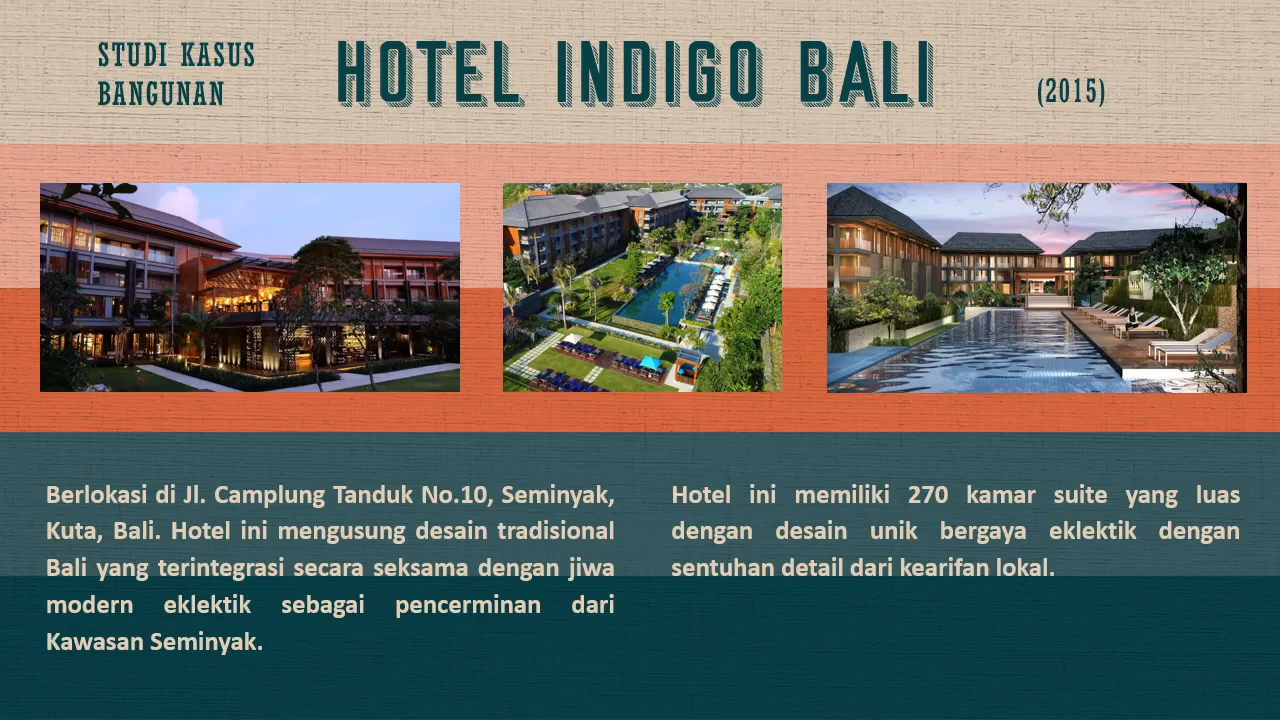 STUDI KASUS
BANGUNAN
HOTEL INDIGO BALI
(2015)
Berlokasi di Jl. Camplung Tanduk No.10, Seminyak,
Kuta, Bali. Hotel ini mengusung desain tradisional
Bali yang terintegrasi secara seksama dengan jiwa
modern eklektik sebagai pencerminan dari
Kawasan Seminyak.
Hotel ini memiliki 270 kamar suite yang luas
dengan desain unik bergaya eklektik dengan
sentuhan detail dari kearifan lokal.